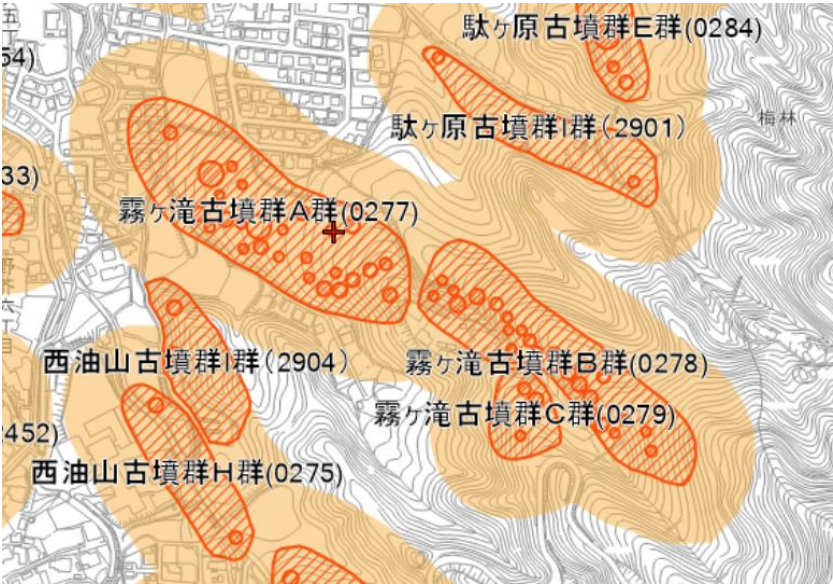 駄ヶ原古墳群E群(0284)
54)
梅林
駄ヶ原古墳群I群(2901)
33)
霧ヶ滝古墳群A群(0277)
西油山古墳群I群(2904)
霧ヶ滝古墳群B群(0278)
霧ヶ滝古墳群C群(0279)
452)
西油山古墳群H群(0275)